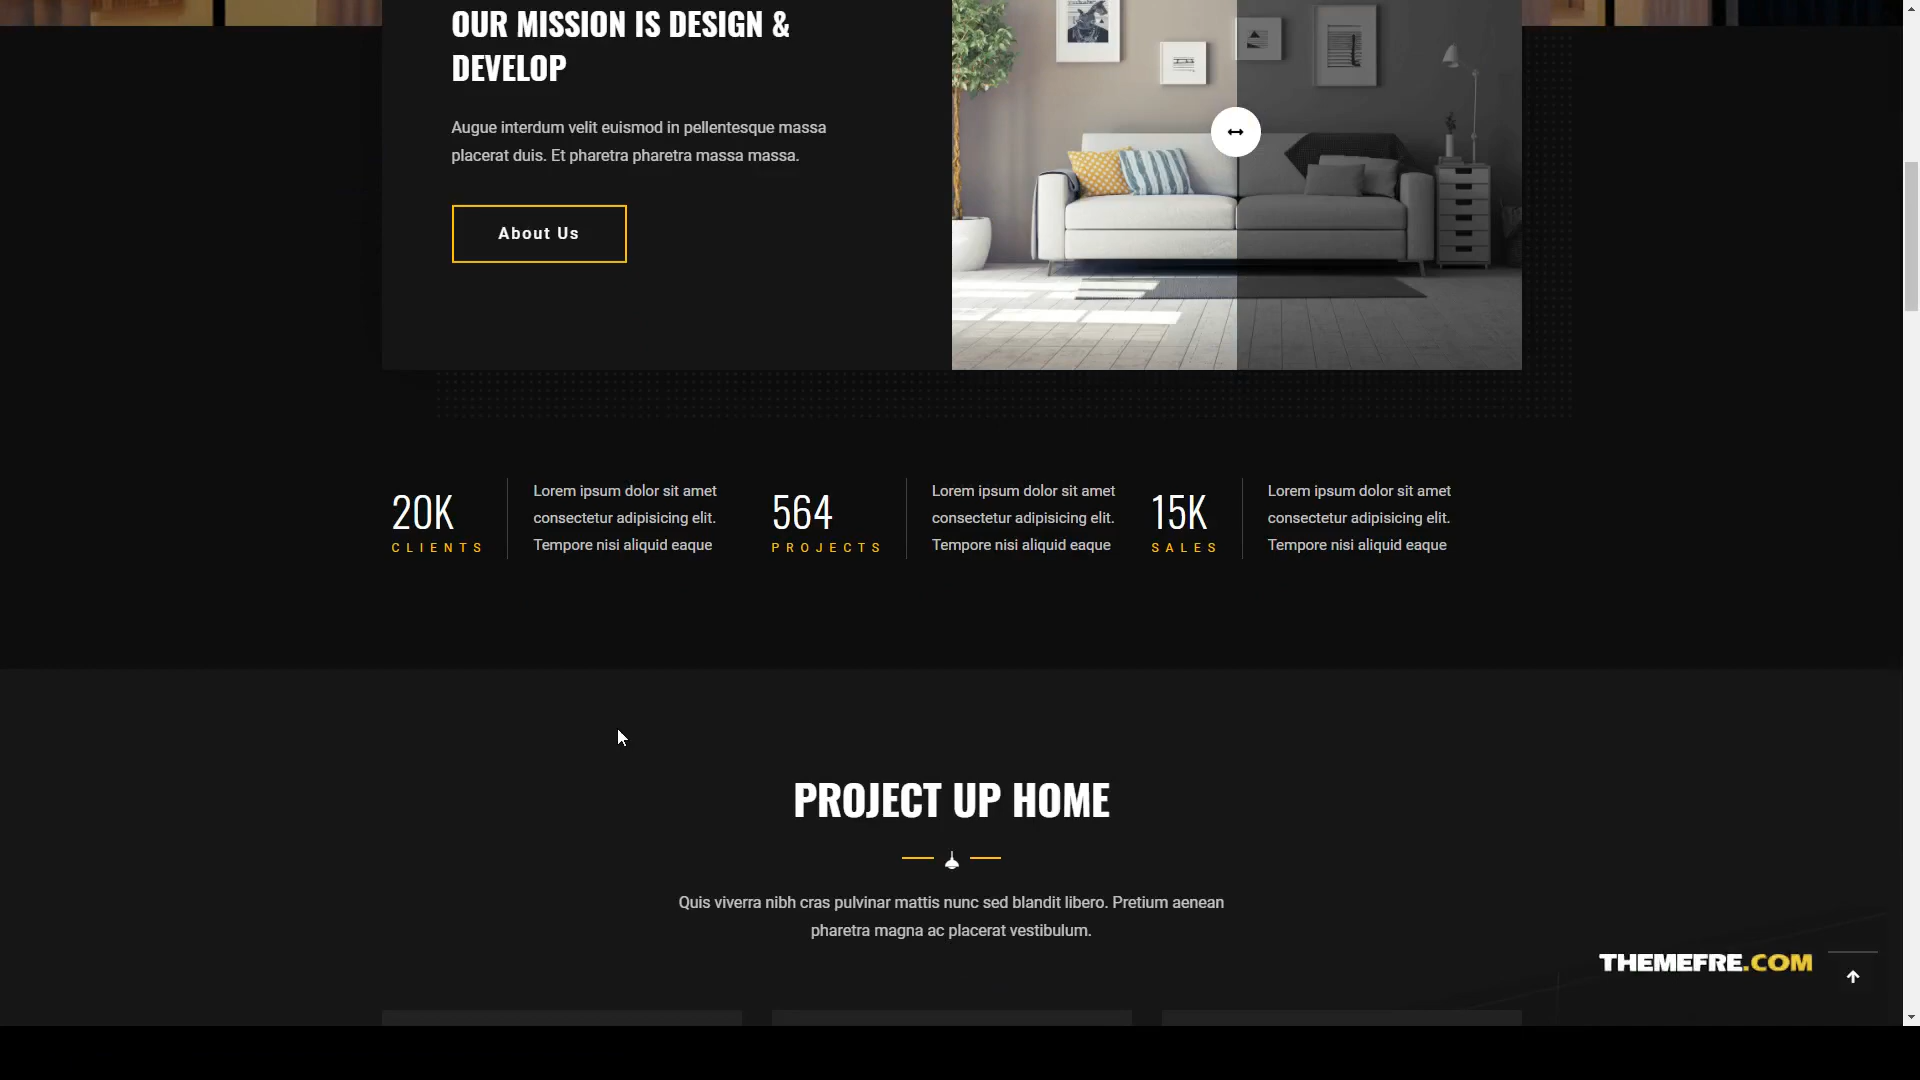 OUR MISSION IS DESIGN &
DEVELOP
Augue interdum velit euismod in pellentesque massa
placerat duis. Et pharetra pharetra massa massa.
About Us
20K
CLIENTS
Lorem ipsum dolor sit amet
consectetur adipisicing elit.
Tempore nisi aliquid eaque
564
PROJECTS
Lorem ipsum dolor sit amet
consectetur adipisicing elit.
Tempore nisi aliquid eaque
15K
SALES
Lorem ipsum dolor sit amet
consectetur adipisicing elit.
Tempore nisi aliquid eaque
PROJECT UP HOME
Quis viverra nibh cras pulvinar mattis nunc sed blandit libero. Pretium aenean
pharetra magna ac placerat vestibulum.
THEMEFRE.COM